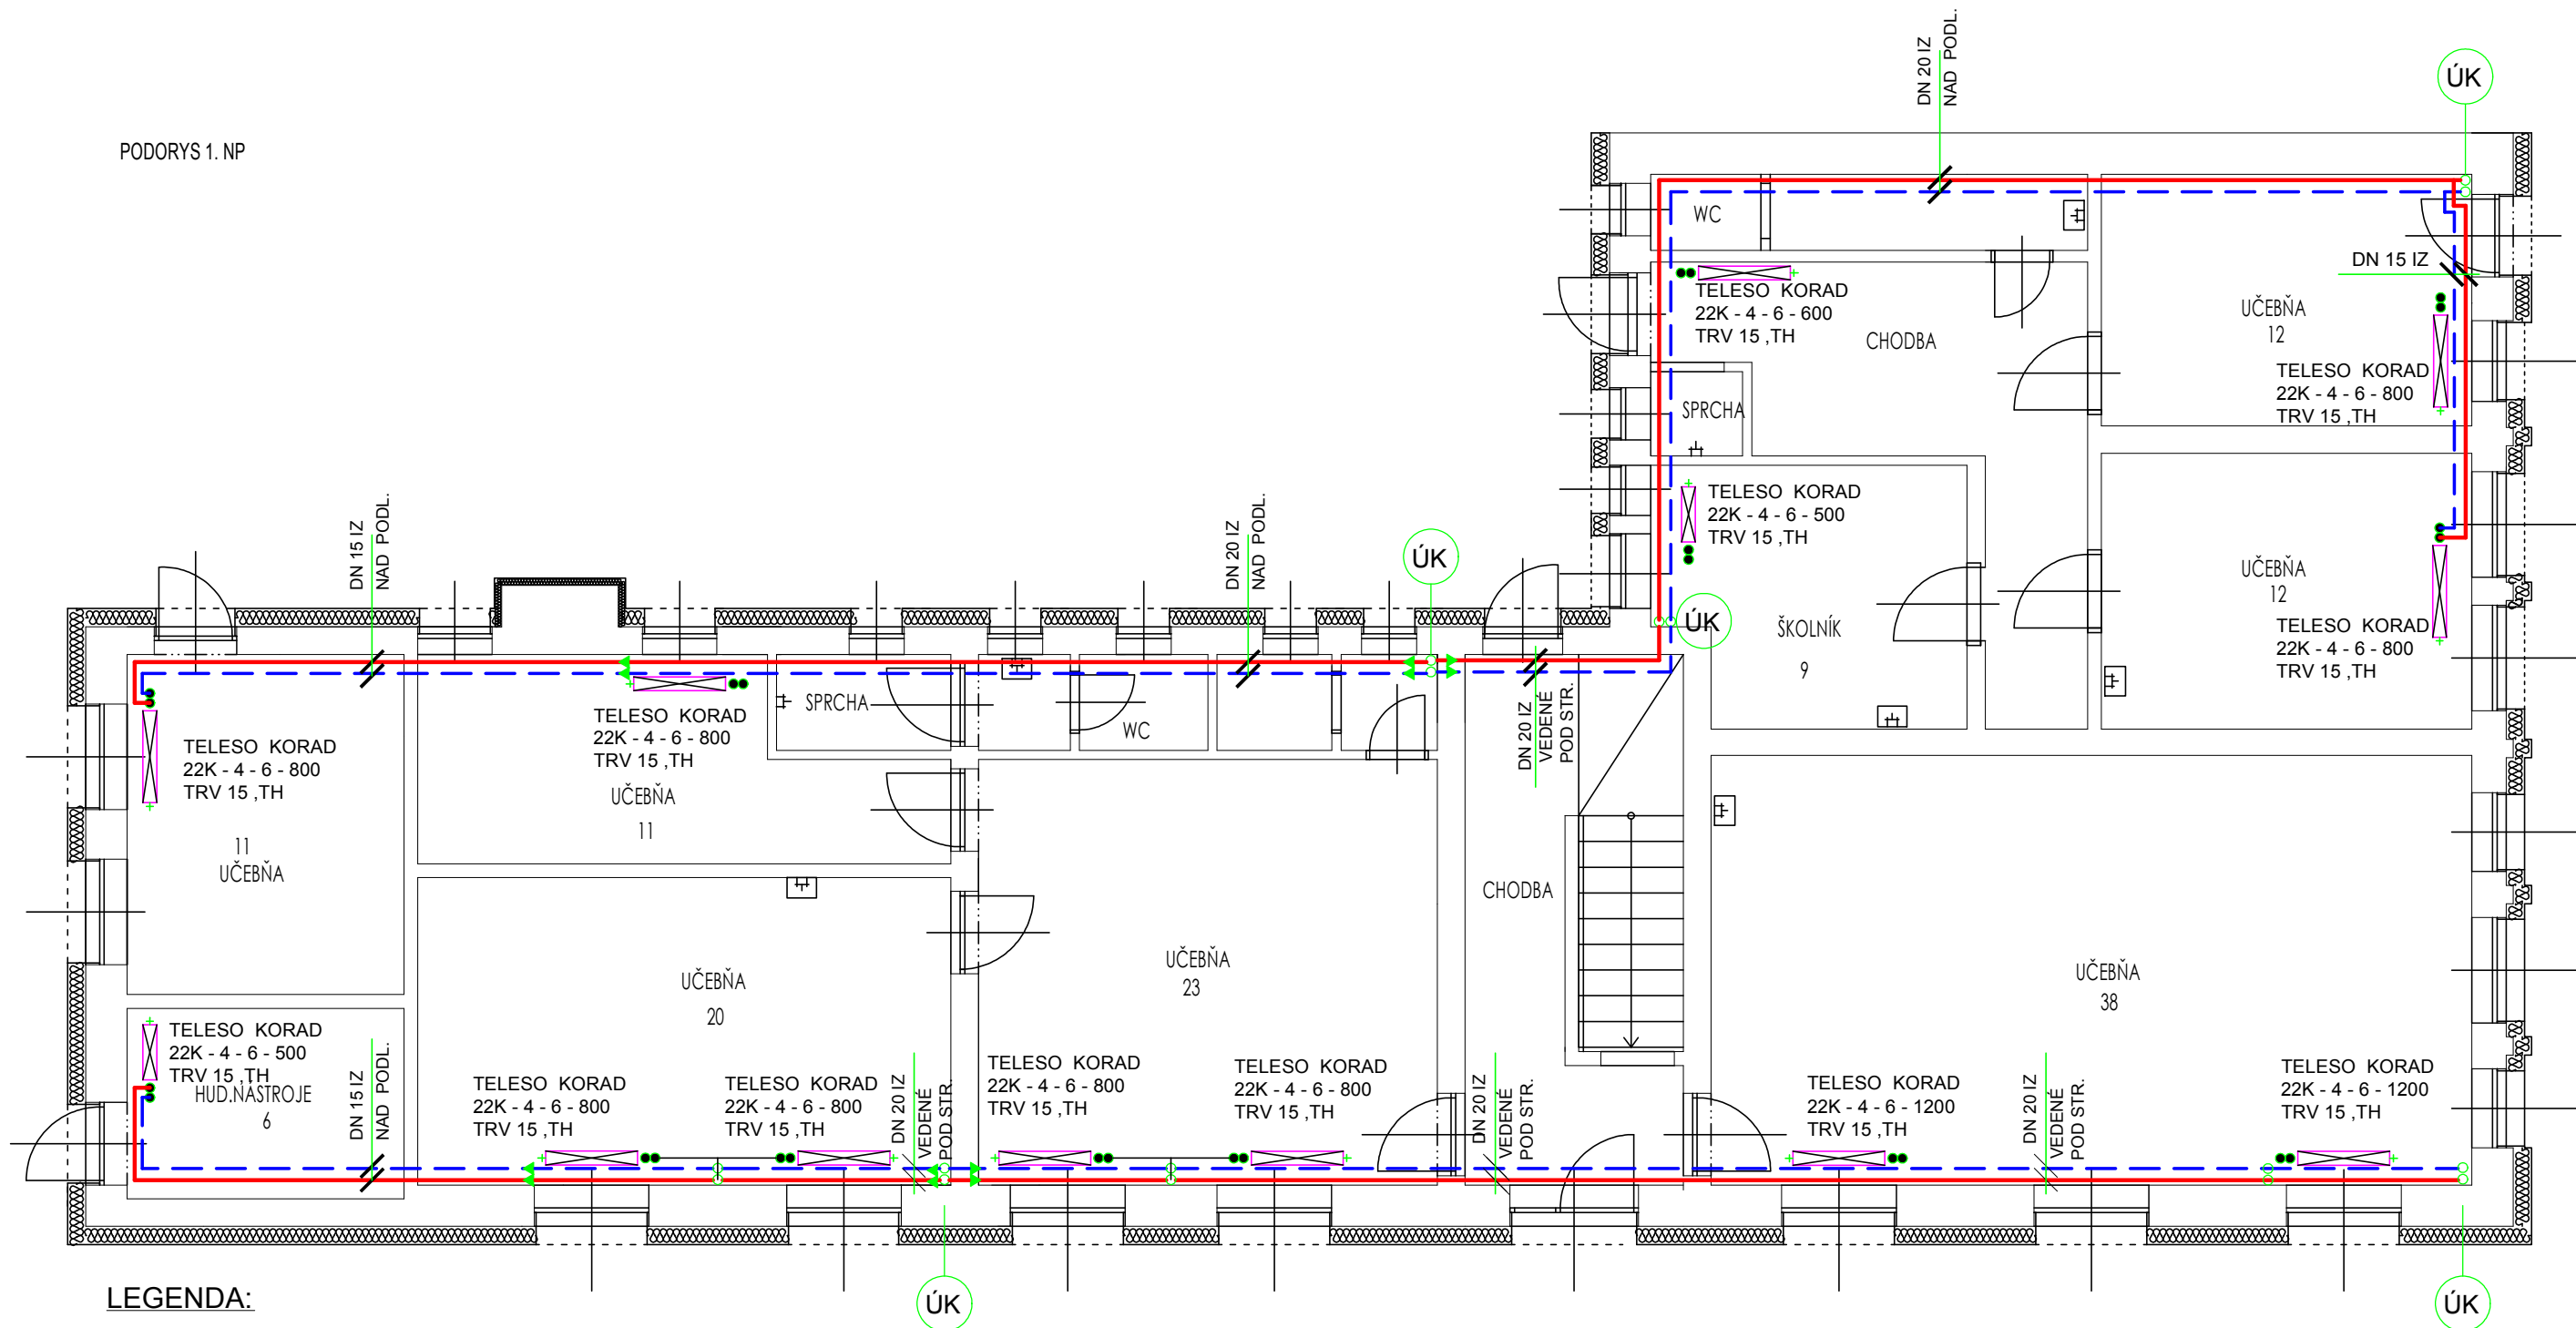 DN 20 IZ
NAD PODL.
ÚK
PODORYS 1. NP
WC
DN 15 IZ
TELESO KORAD
22K - 4 - 6 - 600
TRV 15 ,TH
CHODBA
UČEBŇA
12
TELESO KORAD
22K - 4 - 6 - 800
TRV 15 ,TH
SPRCHA
TELESO KORAD
22K - 4 - 6 - 500
TRV 15 ,TH
DN 15 IZ
NAD PODL.
DN 20 IZ
NAD PODL.
ÚK
ÚK
ŠKOLNÍK
9
UČEBŇA
12
TELESO KORAD
22K - 4 - 6 - 800
TRV 15 ,TH
TELESO KORAD
22K - 4 - 6 - 800
TRV 15 ,TH
TELESO KORAD
22K - 4 - 6 - 800
TRV 15 ,TH
SPRCHA
WC
DN 20 IZ
VEDENÉ
POD STR.
UČEBŇA
11
11
UČEBŇA
CHODBA
UČEBŇA
20
UČEBŇA
23
UČEBŇA
38
TELESO KORAD
22K - 4 - 6 - 500
TRV 15 ,TH
HUD.NÁSTROJE
6
DN 15 IZ
NAD PODL.
TELESO KORAD
22K - 4 - 6 - 800
TRV 15 ,TH
TELESO KORAD
22K - 4 - 6 - 800
TRV 15 ,TH
DN 20 IZ
VEDENÉ
POD STR.
TELESO KORAD
22K - 4 - 6 - 800
TRV 15 ,TH
TELESO KORAD
22K - 4 - 6 - 800
TRV 15 ,TH
DN 20 IZ
VEDENÉ
POD STR.
TELESO KORAD
22K - 4 - 6 - 1200
TRV 15 ,TH
DN 20 IZ
VEDENÉ
POD STR.
TELESO KORAD
22K - 4 - 6 - 1200
TRV 15 ,TH
LEGENDA:
ÚK
ÚK